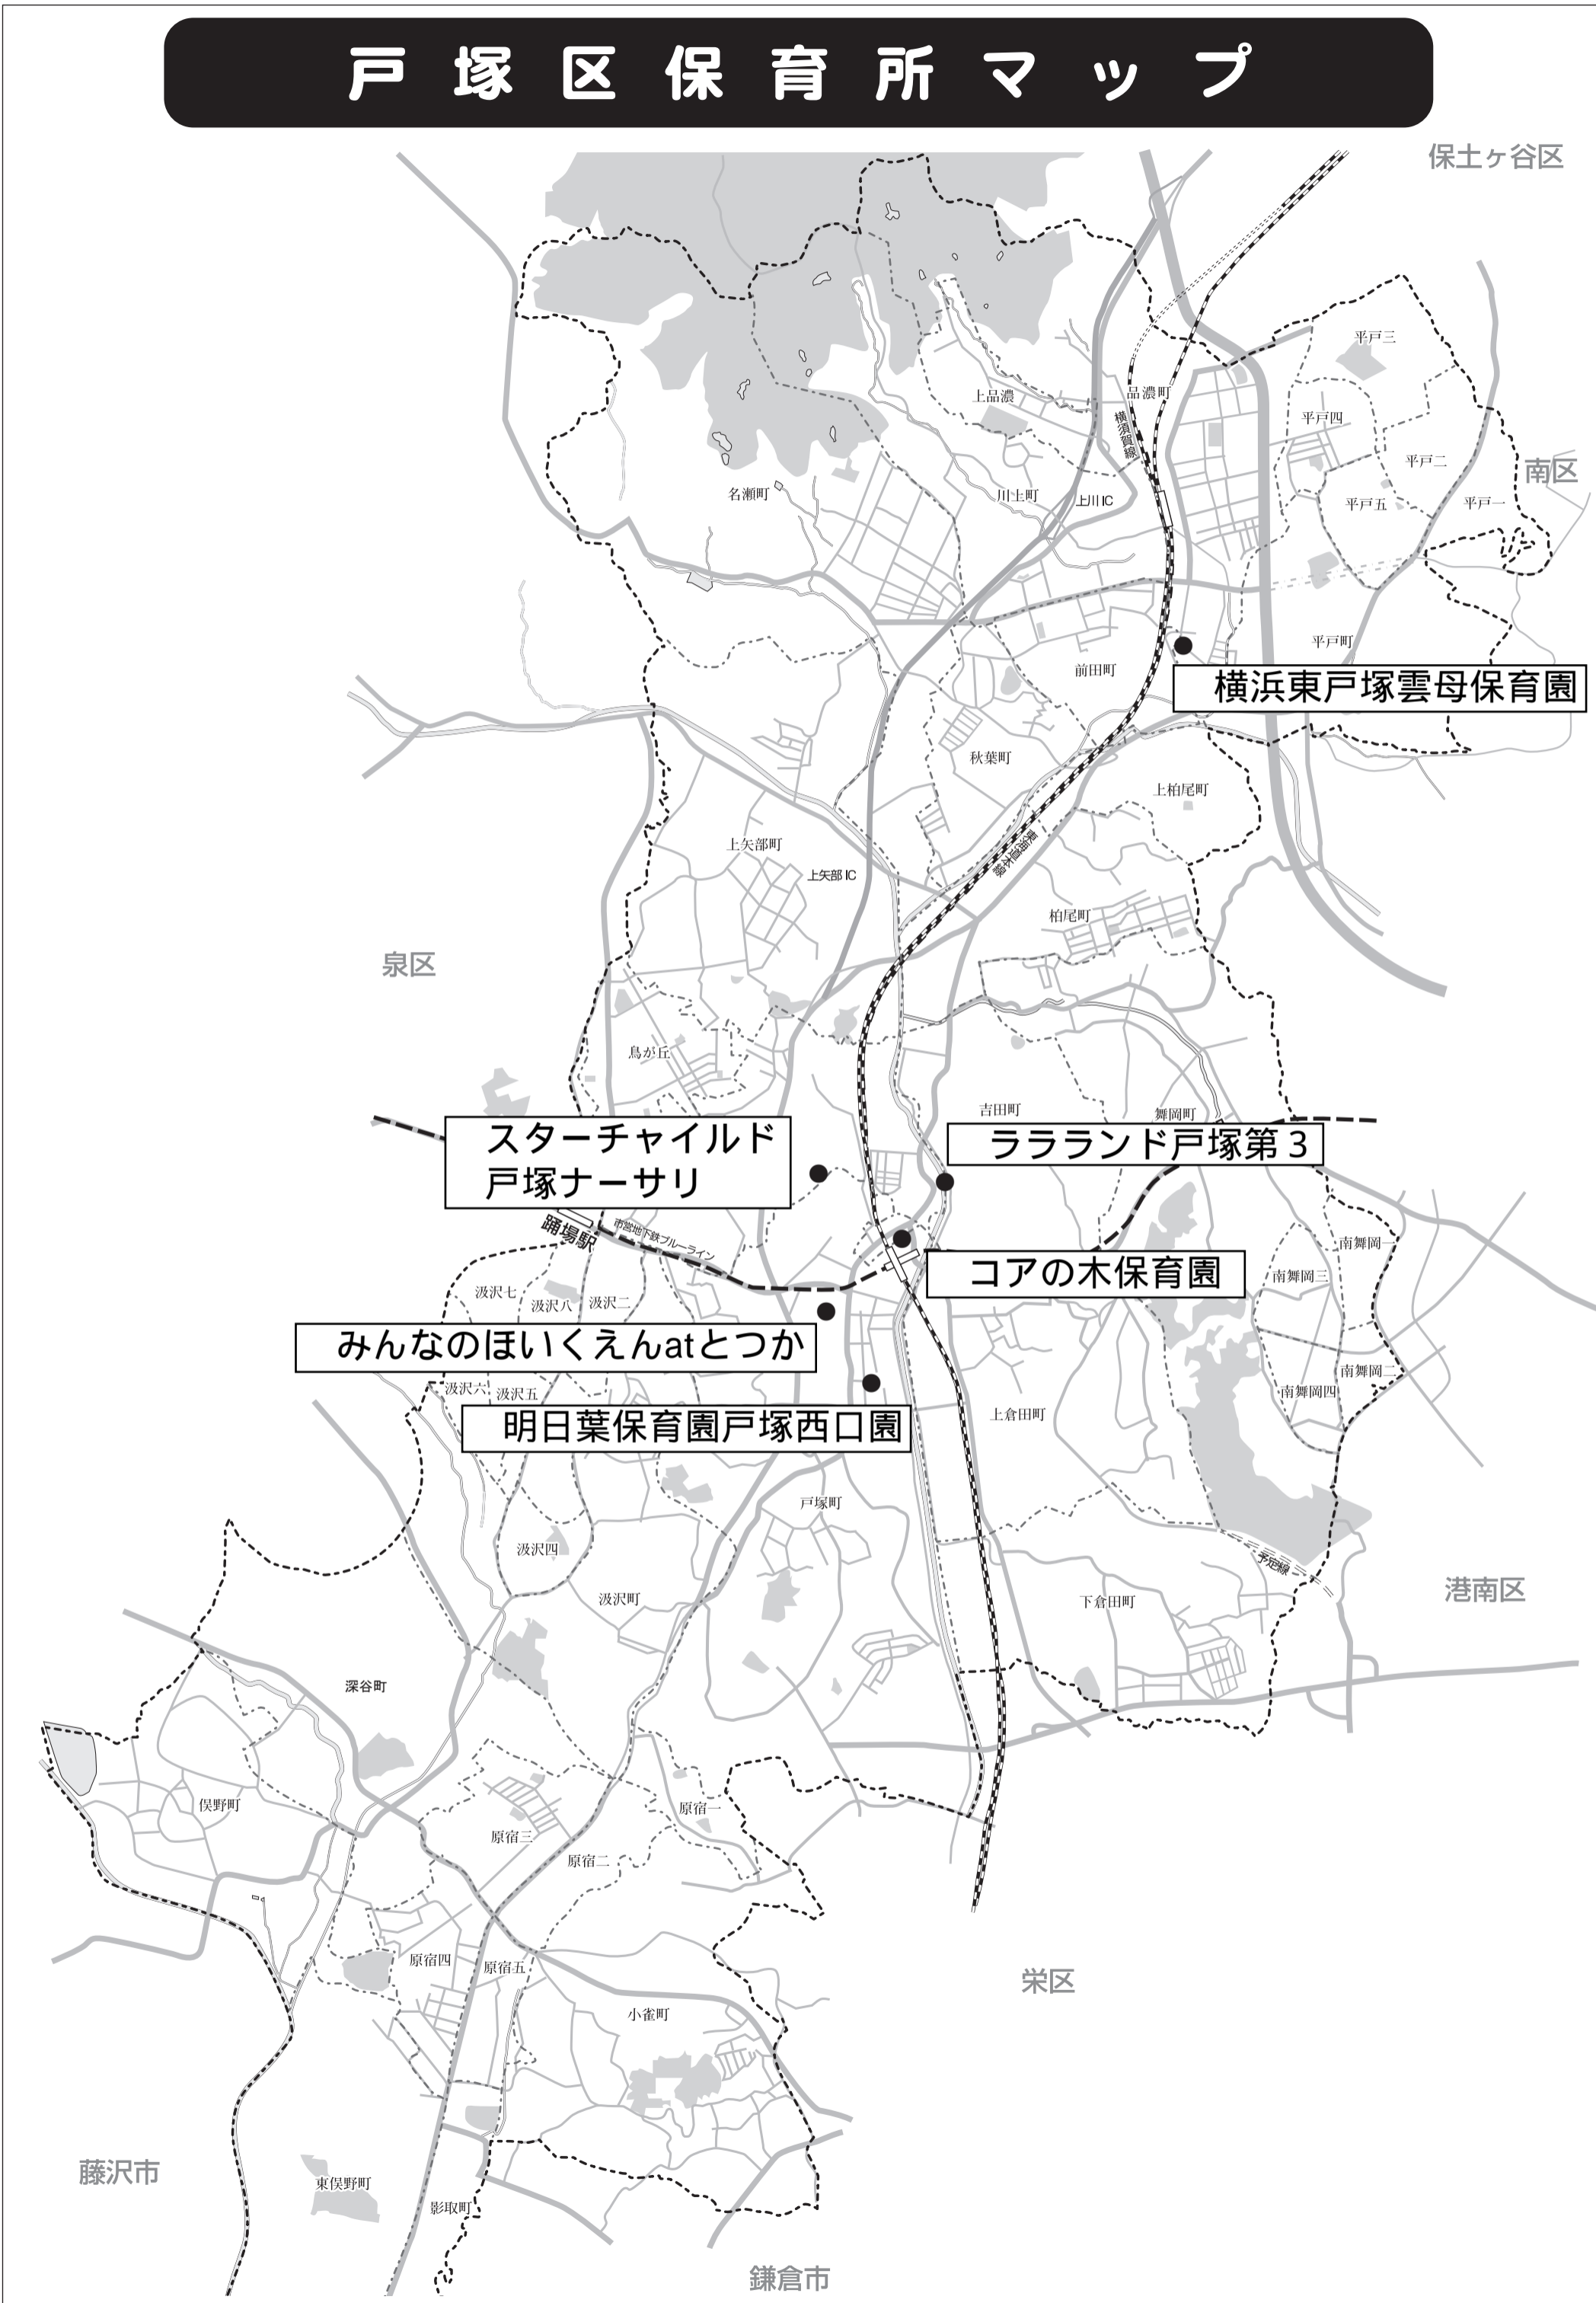 戸塚区保育所マップ
保土ヶ谷区
平戸三
上品濃
品濃町
平戸四
横須賀線
平戸二
南区
名瀬町
川上町
上川IC
平戸五
平戸一
平戸町
前田町
横浜東戸塚雲母保育園
秋葉町
上柏尾町
上矢部町
東海道本線
上矢部IC
柏尾町
泉区
鳥が丘
吉田町
舞岡町
スターチャイルド
戸塚ナーサリ
ララランド戸塚第3
踊場駅
市営地下鉄ブルーライン
南舞岡一
コアの木保育園
南舞岡三
汲沢七
汲沢八
汲沢二
みんなのほいくえんatとつか
南舞岡二
汲沢六
汲沢五
南舞岡四
明日葉保育園戸塚西口園
上倉田町
戸塚町
汲沢四
予定線
港南区
汲沢町
下倉田町
深谷町
俣野町
原宿一
原宿三
原宿二
原宿四
原宿五
栄区
小雀町
藤沢市
東俣野町
影取町
鎌倉市